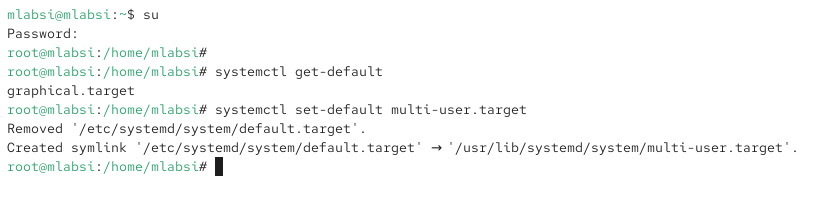 mlabsi@mlabsi:~$ su
Password:
root@mlabsi:/home/mlabsi#
root@mlabsi:/home/mlabsi# systemctl get-default
graphical.target
root@mlabsi:/home/mlabsi# systemctl set-default multi-user.target
Removed '/etc/systemd/system/default.target'.
Created symlink '/etc/systemd/system/default.target' → '/usr/lib/systemd/system/multi-user.target'.
root@mlabsi:/home/mlabsi#